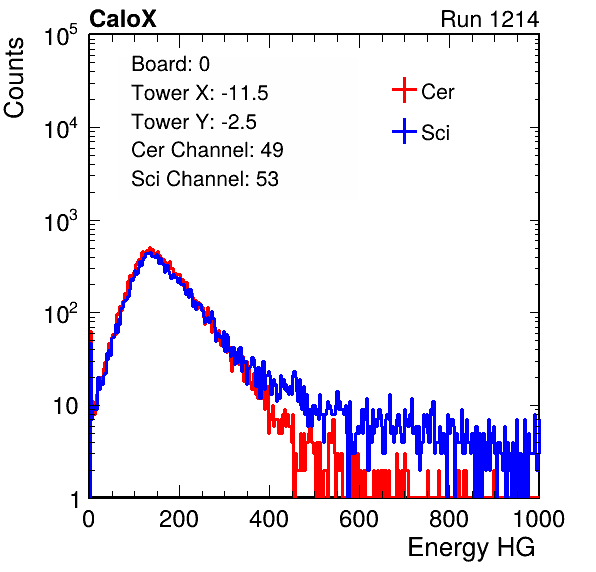 CaloX Run 1214
Counts
Board: 0
Tower X: -11.5
Tower Y: -2.5
Cer Channel: 49
Sci Channel: 53
Cer
Sci
10^5
10^4
10^3
10^2
10
1
0 200 400 600 800 1000
Energy HG